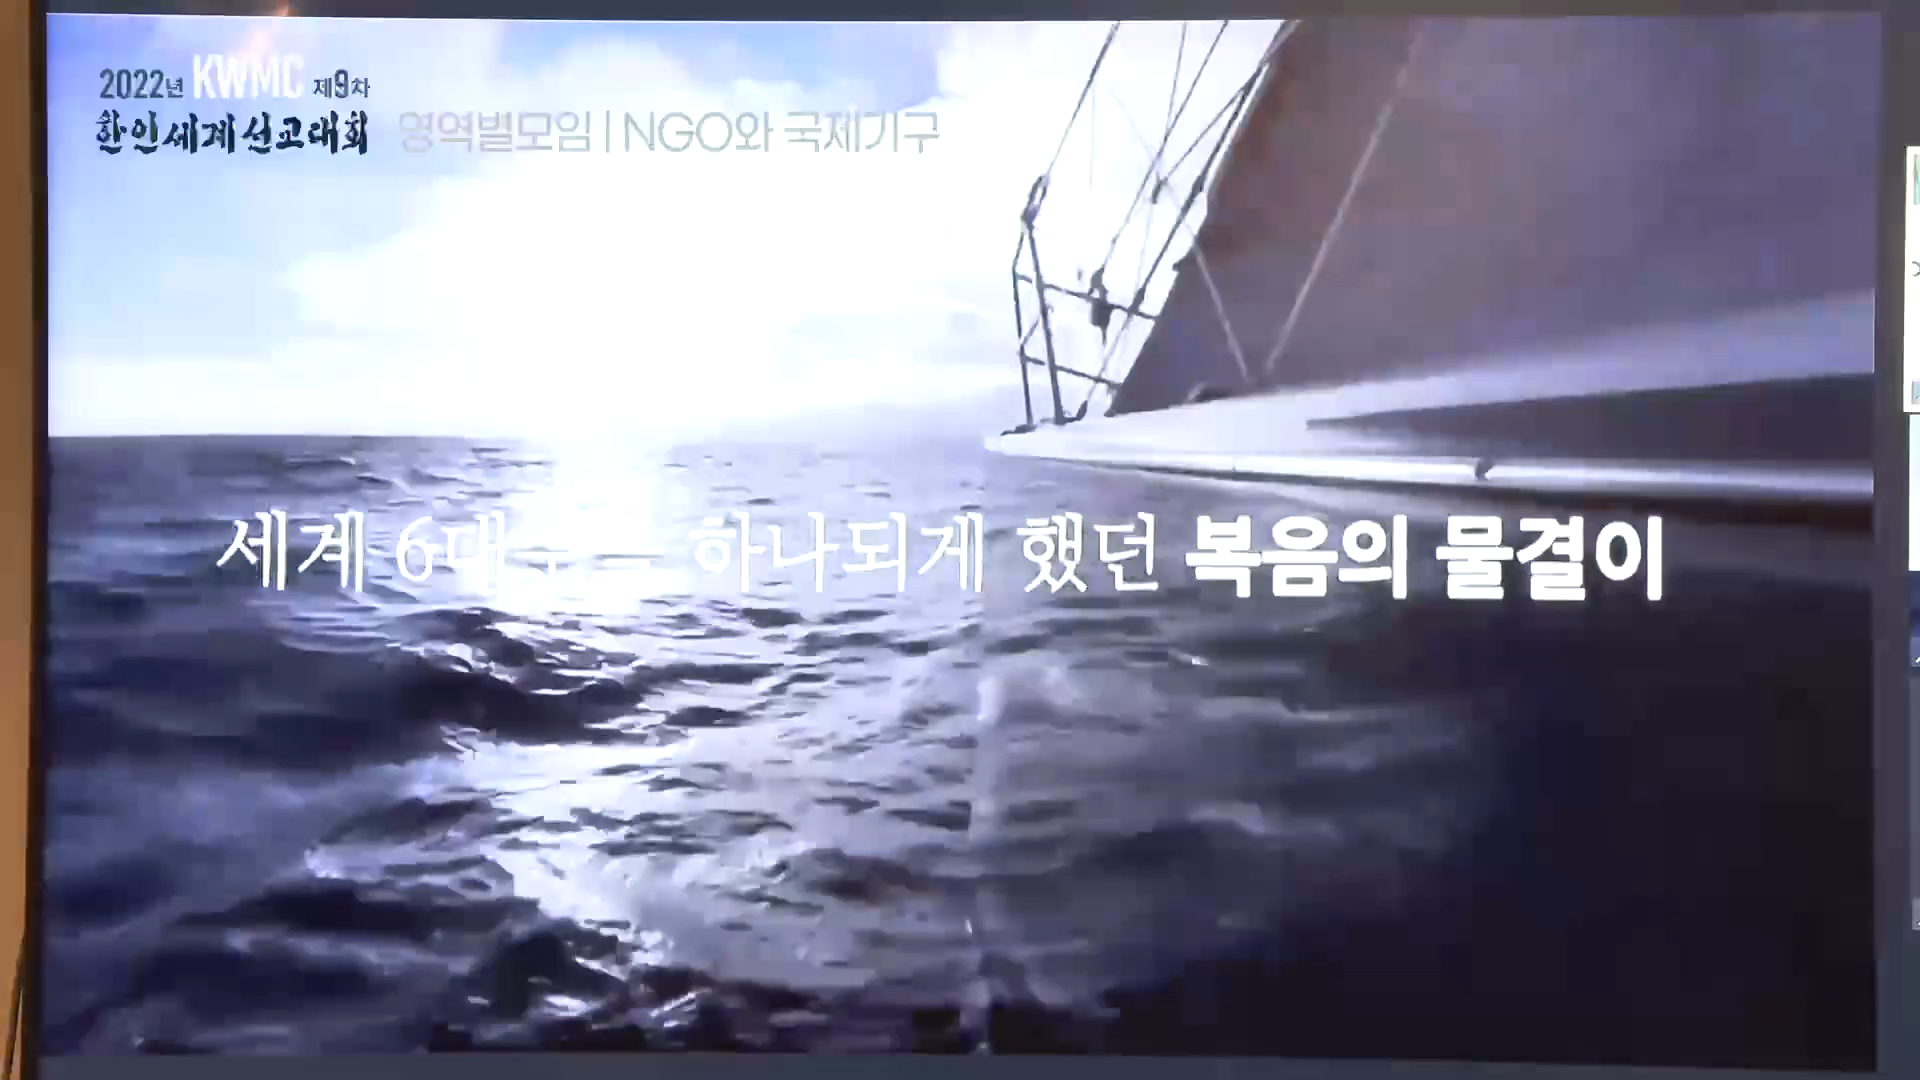 2022년 KWMC 제9차
한인세계선교대회
영역별모임 | NGO와 국제기구
세계 6대 하나되게 했던 복음의 물결이